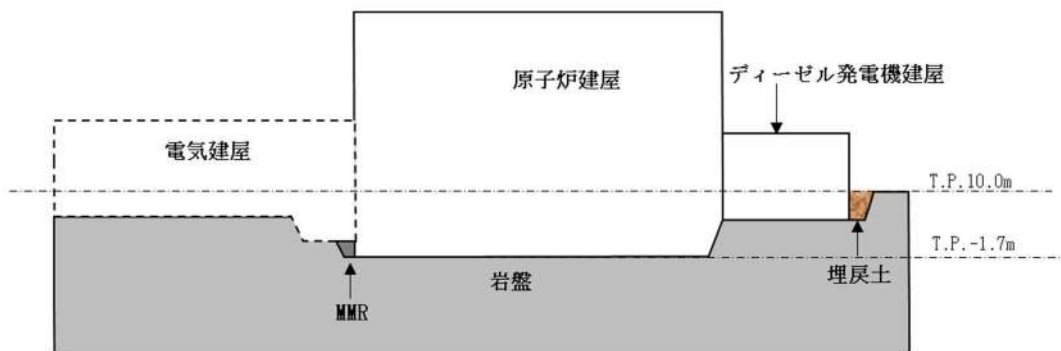 原子炉建屋
ディーゼル発電機建屋
電気建屋
T.P.10.0m
T.P.-1.7m
岩盤
埋戻土
MMR